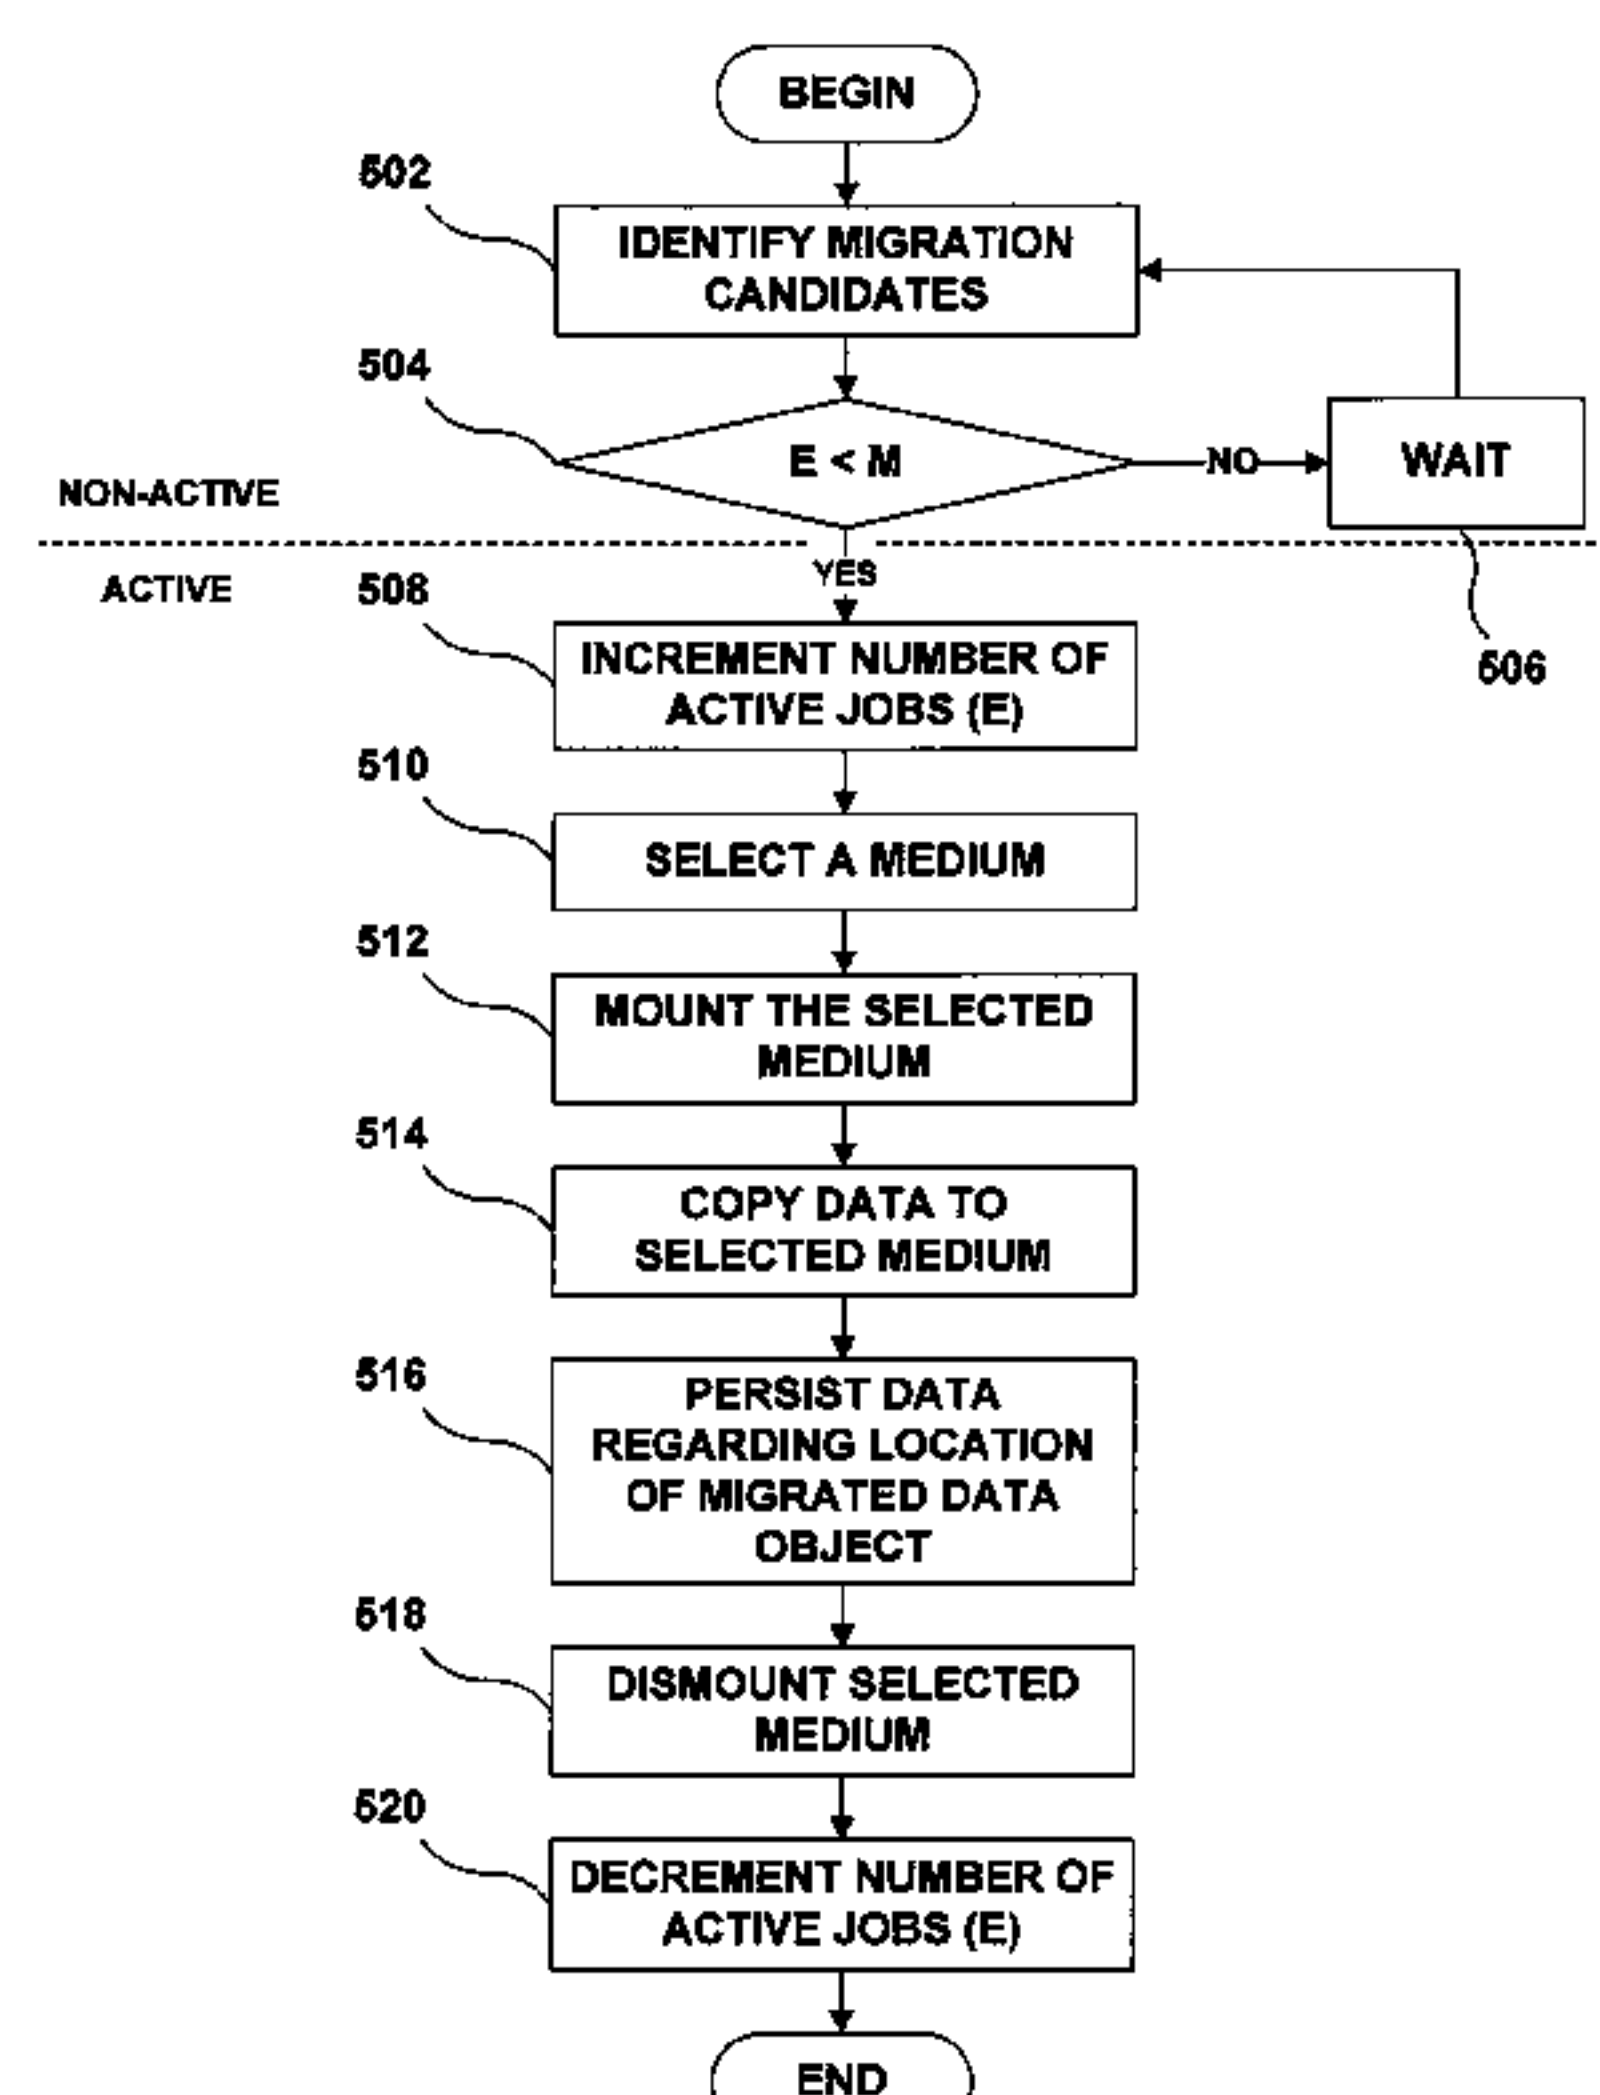 BEGIN
502
IDENTIFY MIGRATION
CANDIDATES
504
E < M
NO
WAIT
NON-ACTIVE
YES
ACTIVE
508
INCREMENT NUMBER OF
ACTIVE JOBS (E)
506
510
SELECT A MEDIUM
512
MOUNT THE SELECTED
MEDIUM
514
COPY DATA TO
SELECTED MEDIUM
516
PERSIST DATA
REGARDING LOCATION
OF MIGRATED DATA
OBJECT
518
DISMOUNT SELECTED
MEDIUM
520
DECREMENT NUMBER OF
ACTIVE JOBS (E)
END